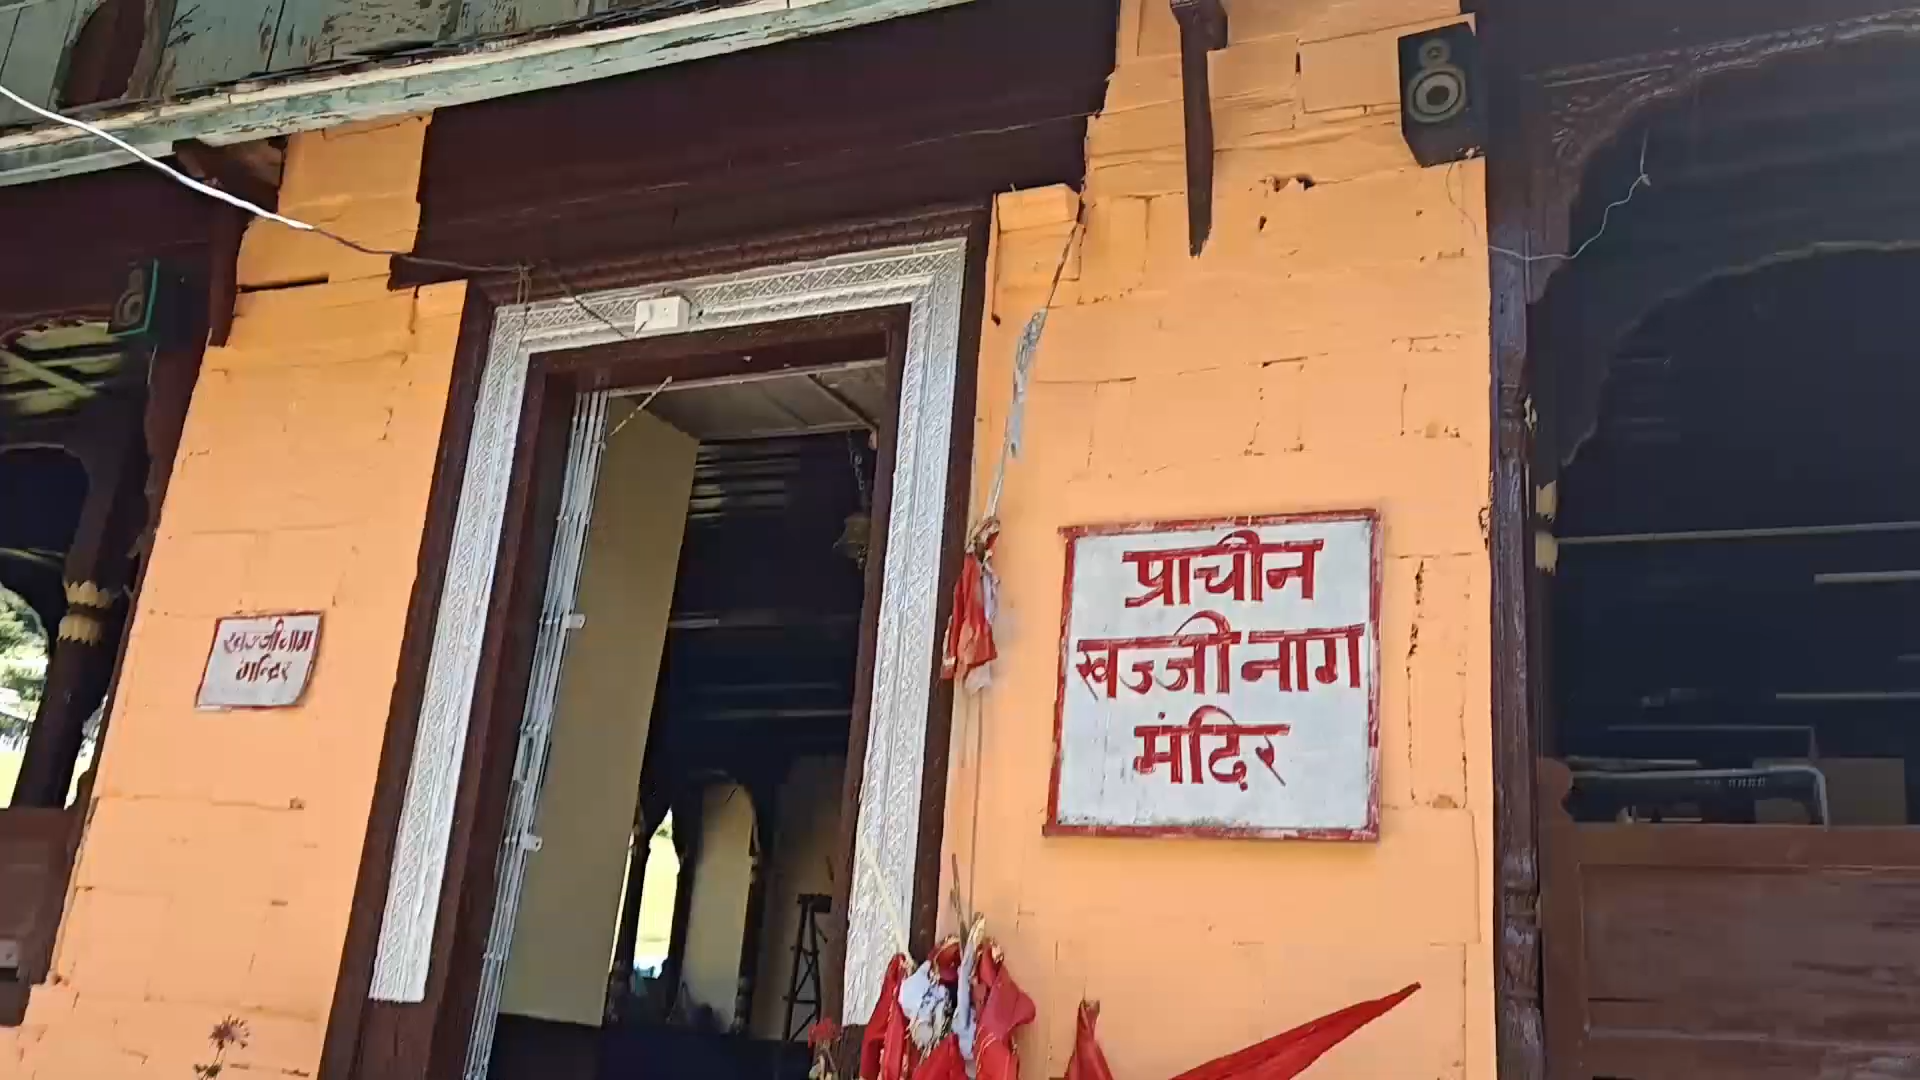 खज्जीनाग
मन्दिर
प्राचीन
खज्जी नाग
मंदिर